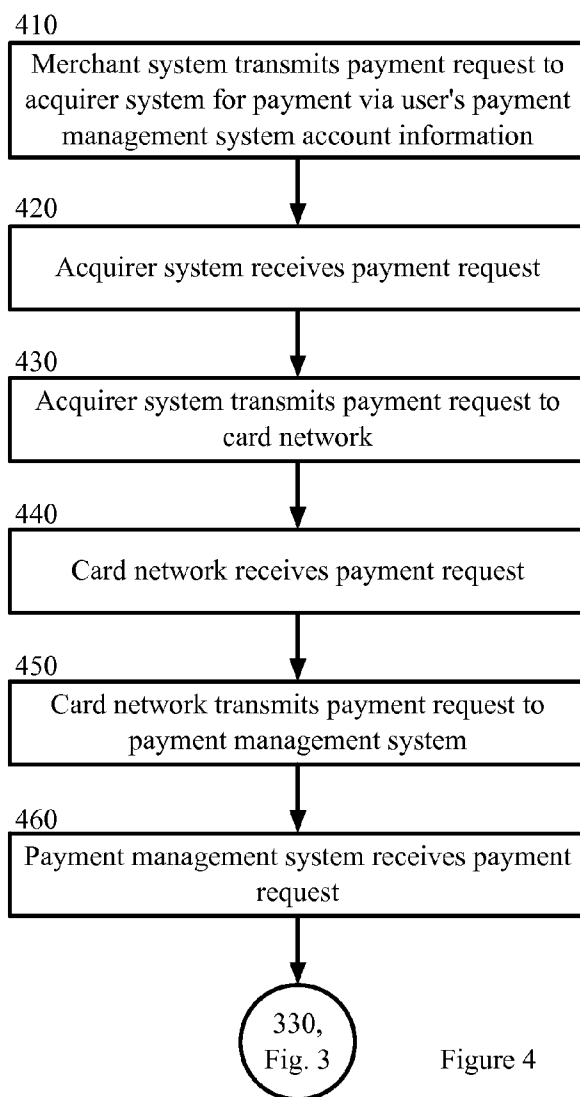 410
Merchant system transmits payment request to
acquirer system for payment via user's payment
management system account information
420
Acquirer system receives payment request
430
Acquirer system transmits payment request to
card network
440
Card network receives payment request
450
Card network transmits payment request to
payment management system
460
Payment management system receives payment
request
330,
Fig. 3
Figure 4